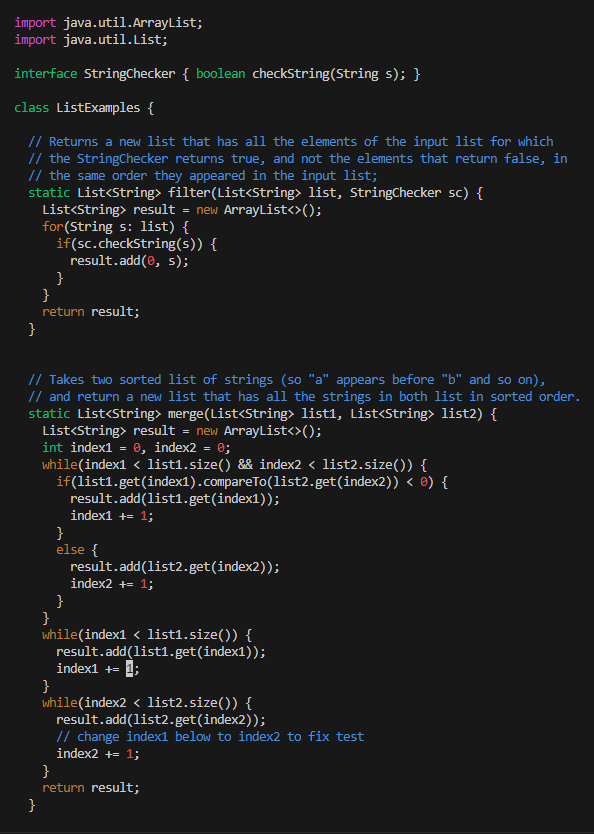 import java.util.ArrayList;
import java.util.List;

interface StringChecker { boolean checkString(String s); }

class ListExamples {

  // Returns a new list that has all the elements of the input list for which
  // the StringChecker returns true, and not the elements that return false, in
  // the same order they appeared in the input list;
  static List<String> filter(List<String> list, StringChecker sc) {
    List<String> result = new ArrayList<>();
    for(String s: list) {
      if(sc.checkString(s)) {
        result.add(0, s);
      }
    }
    return result;
  }


  // Takes two sorted list of strings (so "a" appears before "b" and so on),
  // and return a new list that has all the strings in both list in sorted order.
  static List<String> merge(List<String> list1, List<String> list2) {
    List<String> result = new ArrayList<>();
    int index1 = 0, index2 = 0;
    while(index1 < list1.size() && index2 < list2.size()) {
      if(list1.get(index1).compareTo(list2.get(index2)) < 0) {
        result.add(list1.get(index1));
        index1 += 1;
      }
      else {
        result.add(list2.get(index2));
        index2 += 1;
      }
    }
    while(index1 < list1.size()) {
      result.add(list1.get(index1));
      index1 += 1;
    }
    while(index2 < list2.size()) {
      result.add(list2.get(index2));
      // change index1 below to index2 to fix test
      index2 += 1;
    }
    return result;
  }